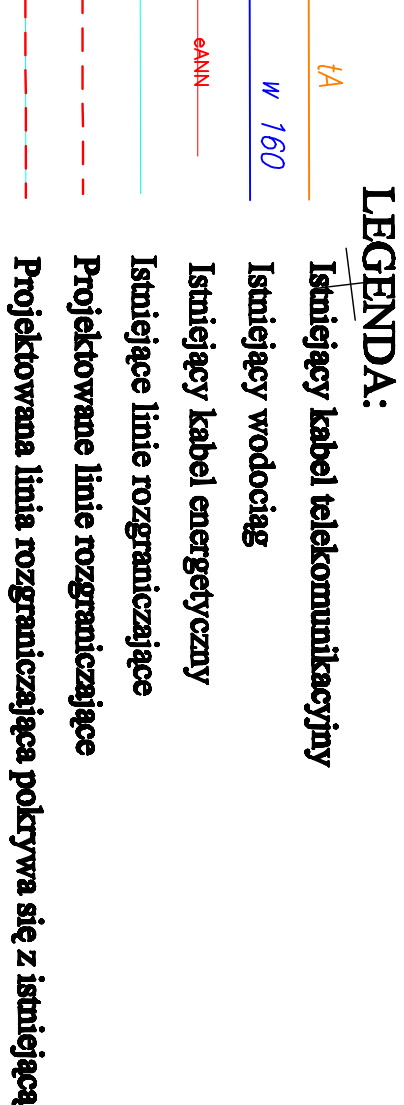 LEGENDA:
tA Istniejący kabel telekomunikacyjny
w 160 Istniejący wodociąg
eANN Istniejący kabel energetyczny
Istniejące linie rozgraniczające
Projektowane linie rozgraniczające
Projektowana linia rozgraniczająca pokrywa się z istniejącą